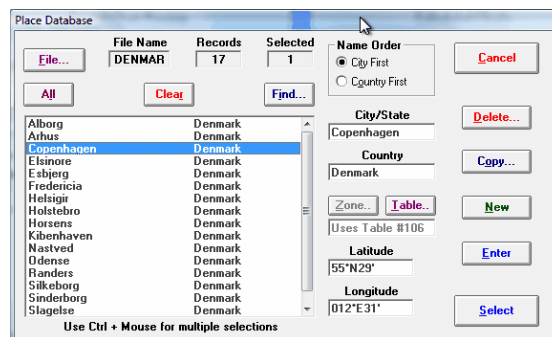 Place Database
File Name Records Selected
File... DENMAR 17 1
All Clear Find...
Name Order
City First
Country First
Cancel
Alborg Denmark
Arhus Denmark
Copenhagen Denmark
Elsinore Denmark
Esbjerg Denmark
Fredericia Denmark
Helsigir Denmark
Holstebro Denmark
Horsens Denmark
Kibenhaven Denmark
Nastved Denmark
Odense Denmark
Randers Denmark
Silkeborg Denmark
Sinderborg Denmark
Slagelse Denmark
Use Ctrl + Mouse for multiple selections
City/State
Copenhagen
Country
Denmark
Zone.. Table..
Uses Table #106
Latitude
55°N29'
Longitude
012°E31'
Delete...
Copy...
New
Enter
Select